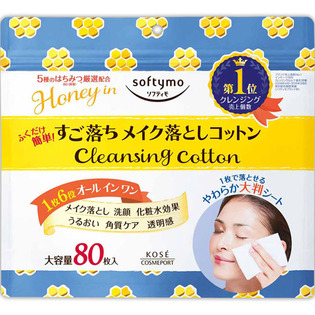 5種のはちみつ厳選配合
Honey in
softymo
ソフティモ
第1位
クレンジング
売上個数
ふくだけ
簡単!
すご落ち メイク落としコットン
Cleansing Cotton
1枚6役 オールインワン
メイク落とし 洗顔 化粧水効果
うるおい 角質ケア 透明感
大容量80枚入
KOSÉ
COSMEPORT
1枚で落とせる
やわらか大判シート